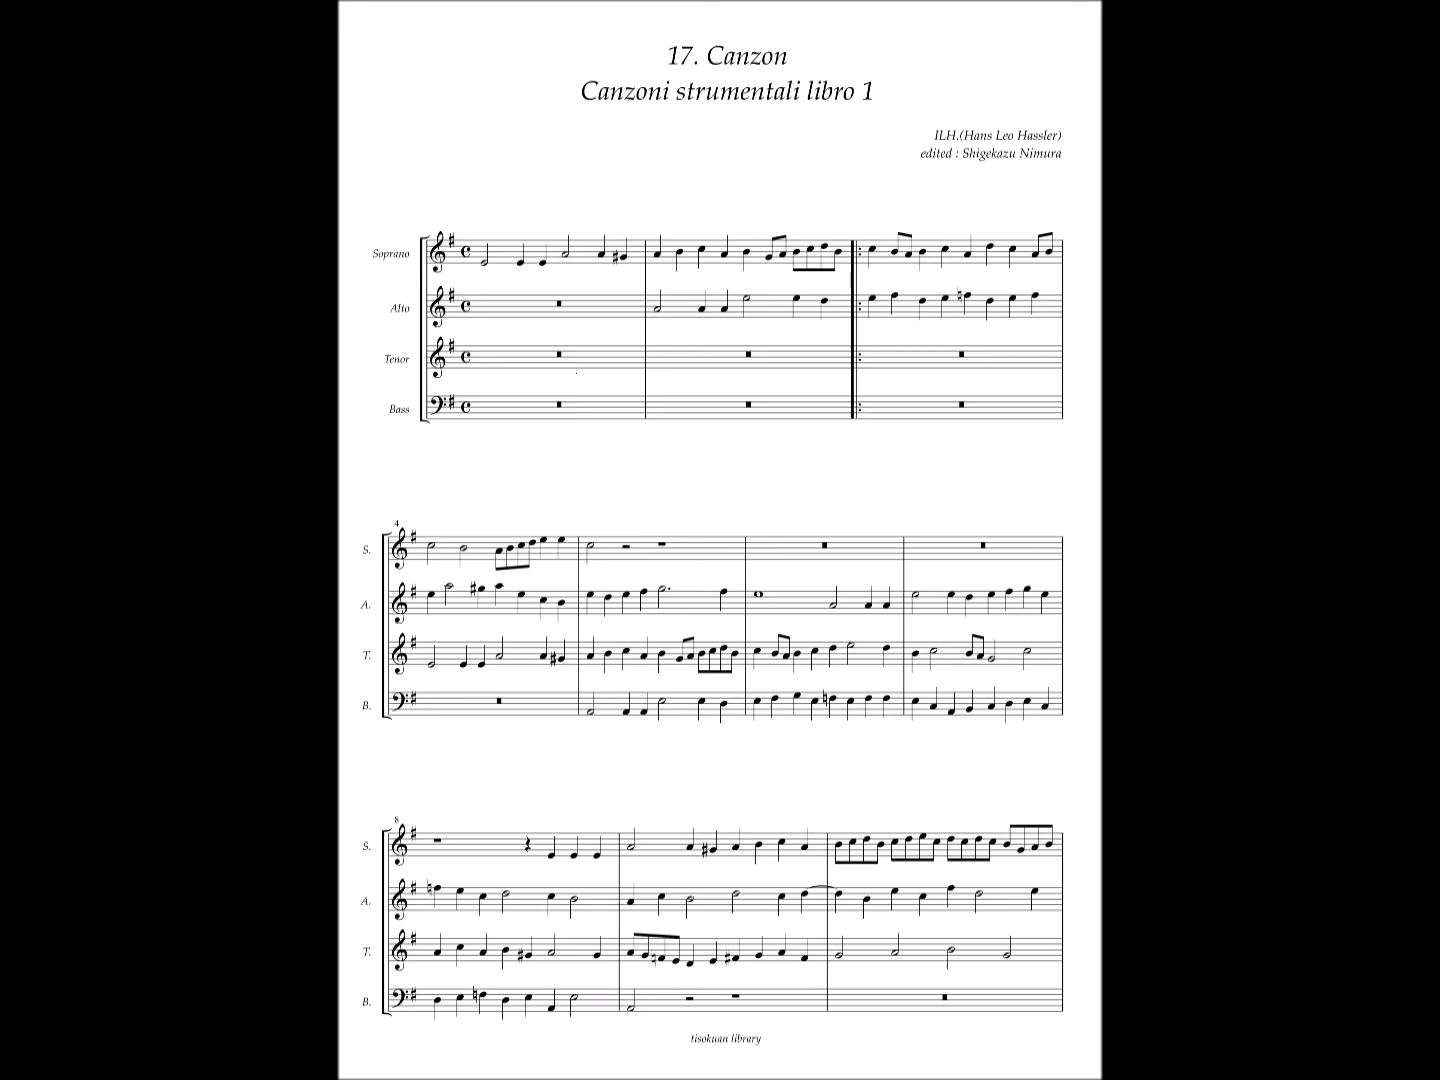 17. Canzon
Canzoni strumentali libro 1
ILH.(Hans Leo Hassler)
edited : Shigekazu Nimura
Soprano
Alto
Tenor
Bass
4
S.
A.
T.
B.
8
S.
A.
T.
B.
tisokuan library